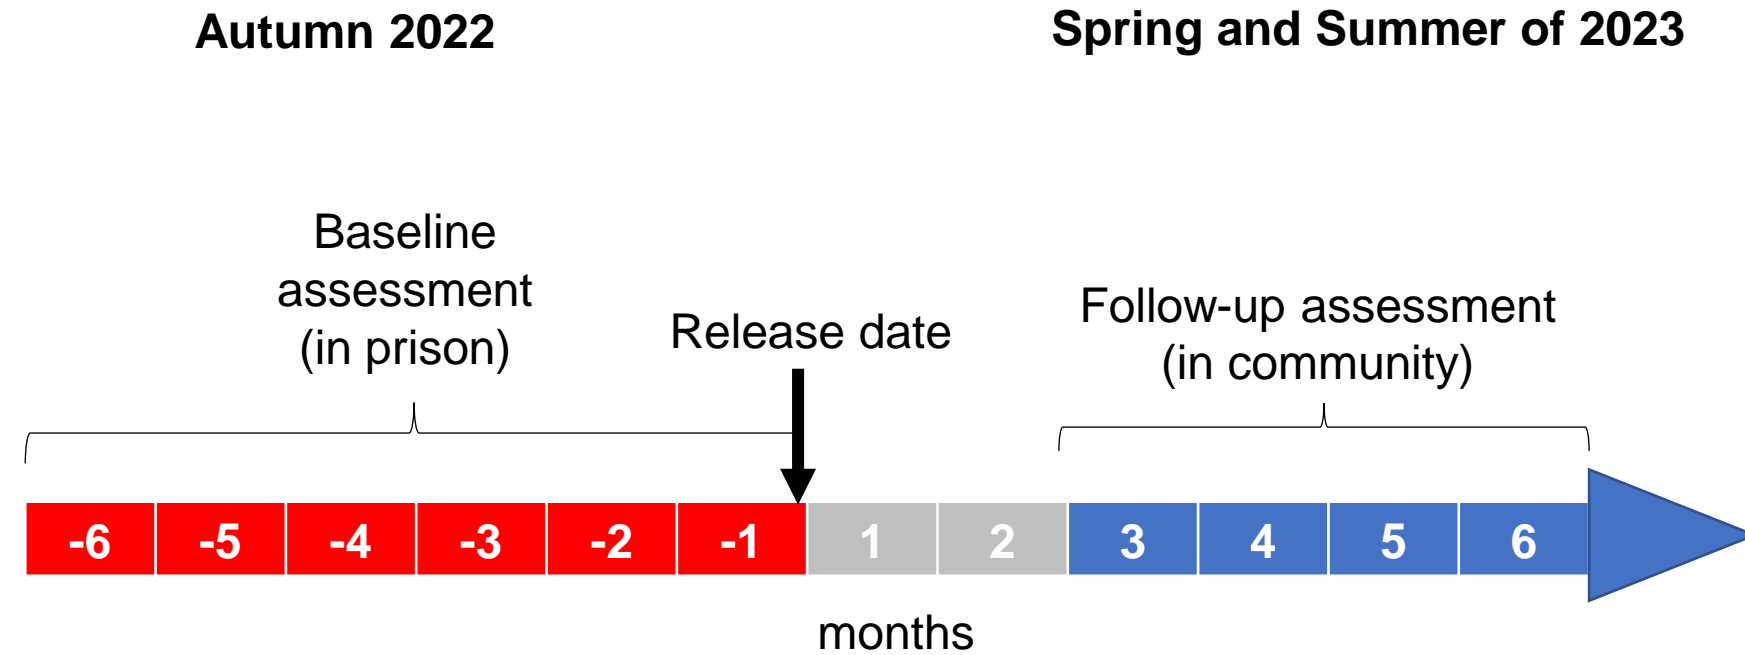 Autumn 2022
Spring and Summer of 2023
Baseline
assessment
(in prison)
Release date
Follow-up assessment
(in community)
-6 -5 -4 -3 -2 -1 1 2 3 4 5 6
months